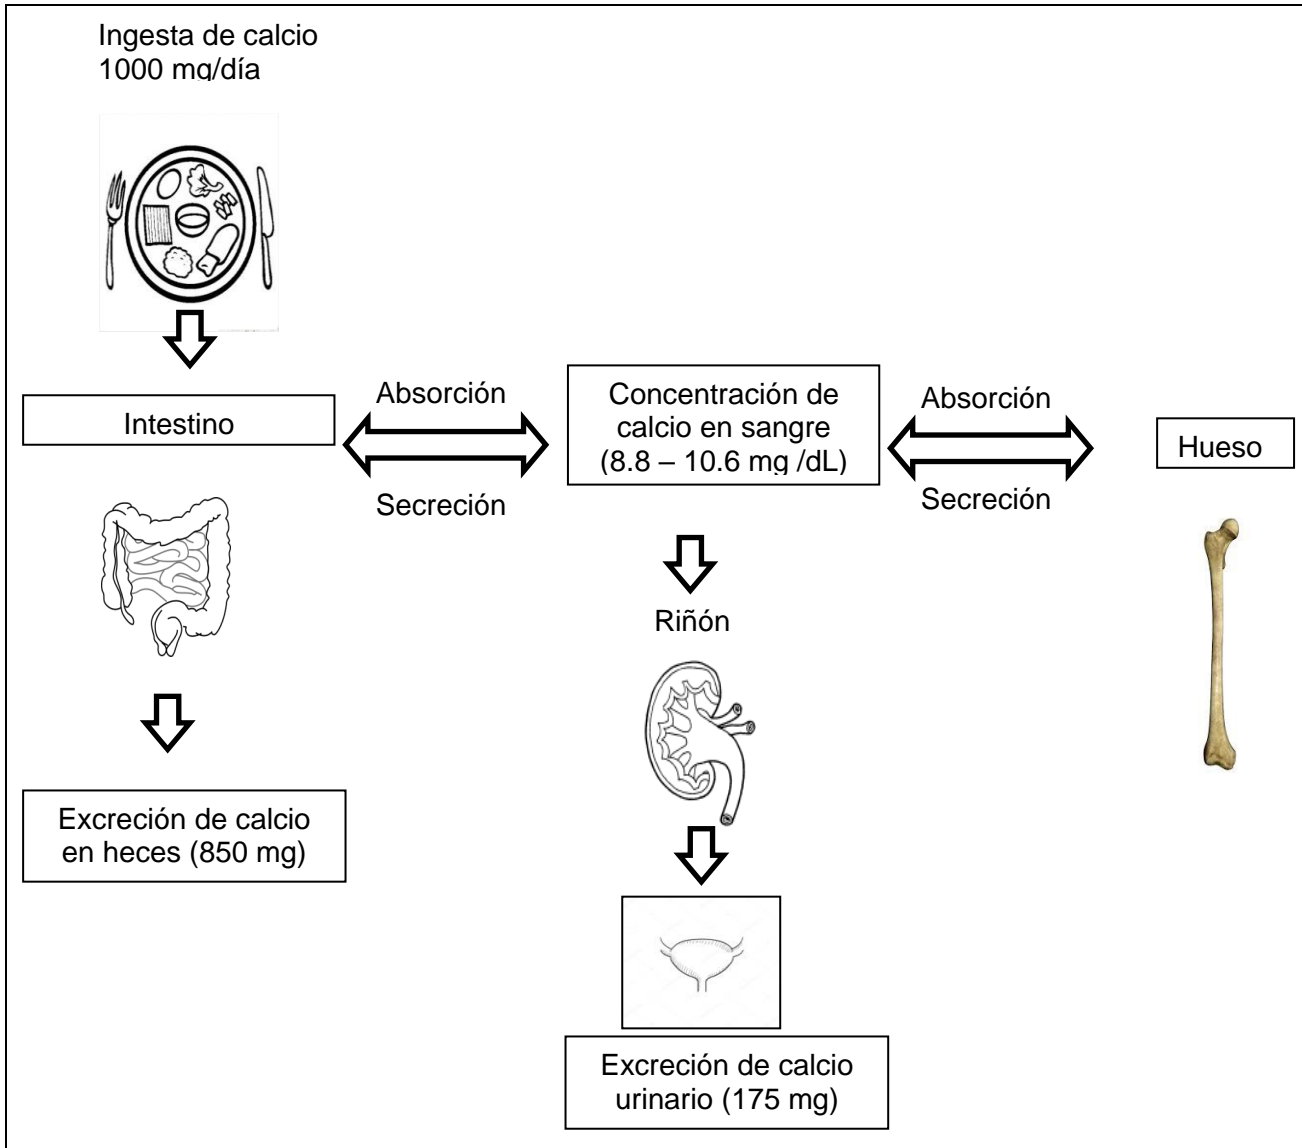 Ingesta de calcio
1000 mg/día
Intestino
Absorción
Secreción
Concentración de
calcio en sangre
(8.8 – 10.6 mg /dL)
Absorción
Secreción
Hueso
Riñón
Excreción de calcio
en heces (850 mg)
Excreción de calcio
urinario (175 mg)